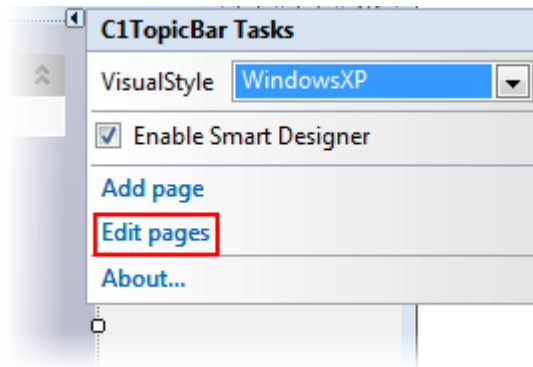 C1TopicBar Tasks
VisualStyle WindowsXP
Enable Smart Designer
Add page
Edit pages
About...